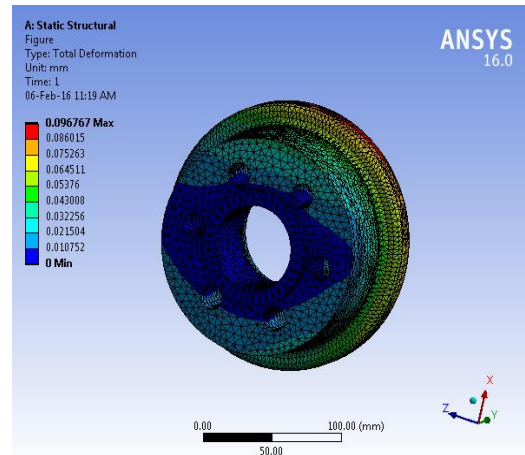 A: Static Structural
Figure
Type: Total Deformation
Unit: mm
Time: 1
06-Feb-16 11:19 AM
ANSYS
16.0
0.096767 Max
0.086015
0.075263
0.064511
0.05376
0.043008
0.032256
0.021504
0.010752
0 Min
X
Z
Y
0.00
100.00 (mm)
50.00